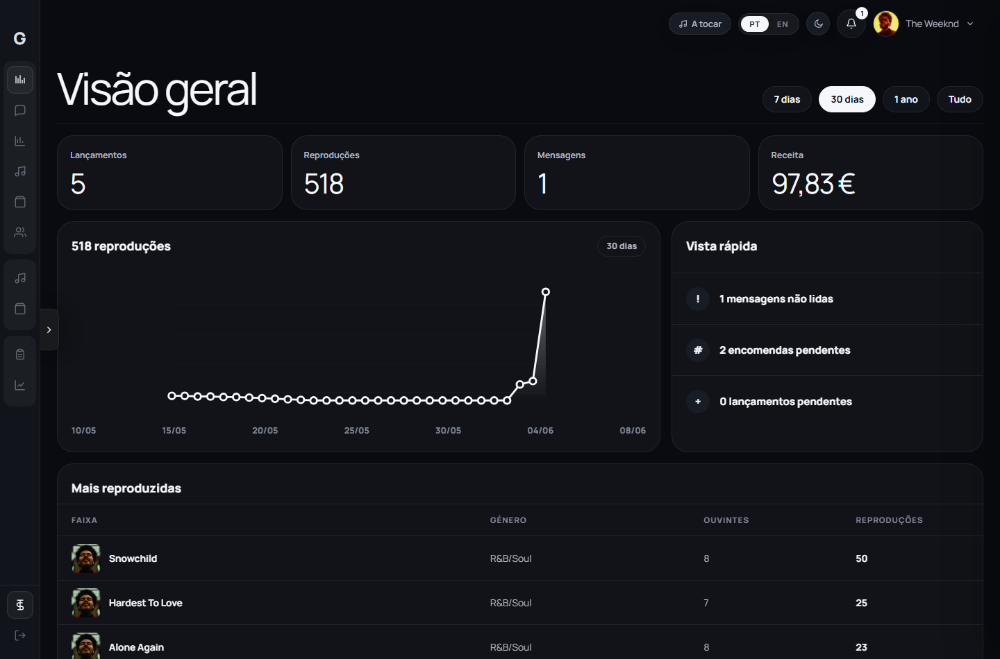 G
A tocar
PT EN
1
The Weeknd
Visão geral
7 dias
30 dias
1 ano
Tudo
Lançamentos
5
Reproduções
518
Mensagens
1
Receita
97,83 €
518 reproduções
30 dias
10/05 15/05 20/05 25/05 30/05 04/06 08/06
Vista rápida
! 1 mensagens não lidas
# 2 encomendas pendentes
+ 0 lançamentos pendentes
Mais reproduzidas
FAIXA GÉNERO OUVINTES REPRODUÇÕES
Snowchild R&B/Soul 8 50
Hardest To Love R&B/Soul 7 25
Alone Again R&B/Soul 8 23